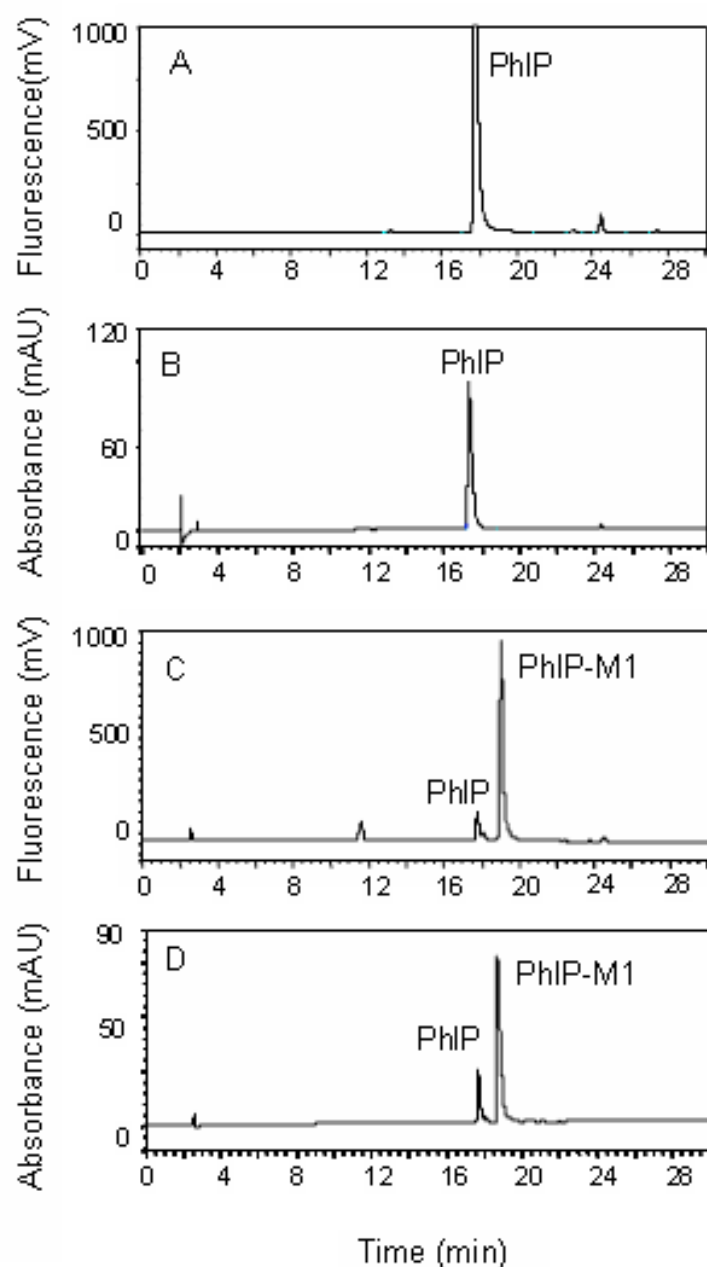 Fluorescence(mV)
1000
500
0
A
PhIP
0 4 8 12 16 20 24 28
Absorbance (mAU)
120
60
0
B
PhIP
0 4 8 12 16 20 24 28
Fluorescence (mV)
1000
500
0
C
PhIP-M1
PhIP
0 4 8 12 16 20 24 28
Absorbance (mAU)
90
50
0
D
PhIP-M1
PhIP
0 4 8 12 16 20 24 28
Time (min)